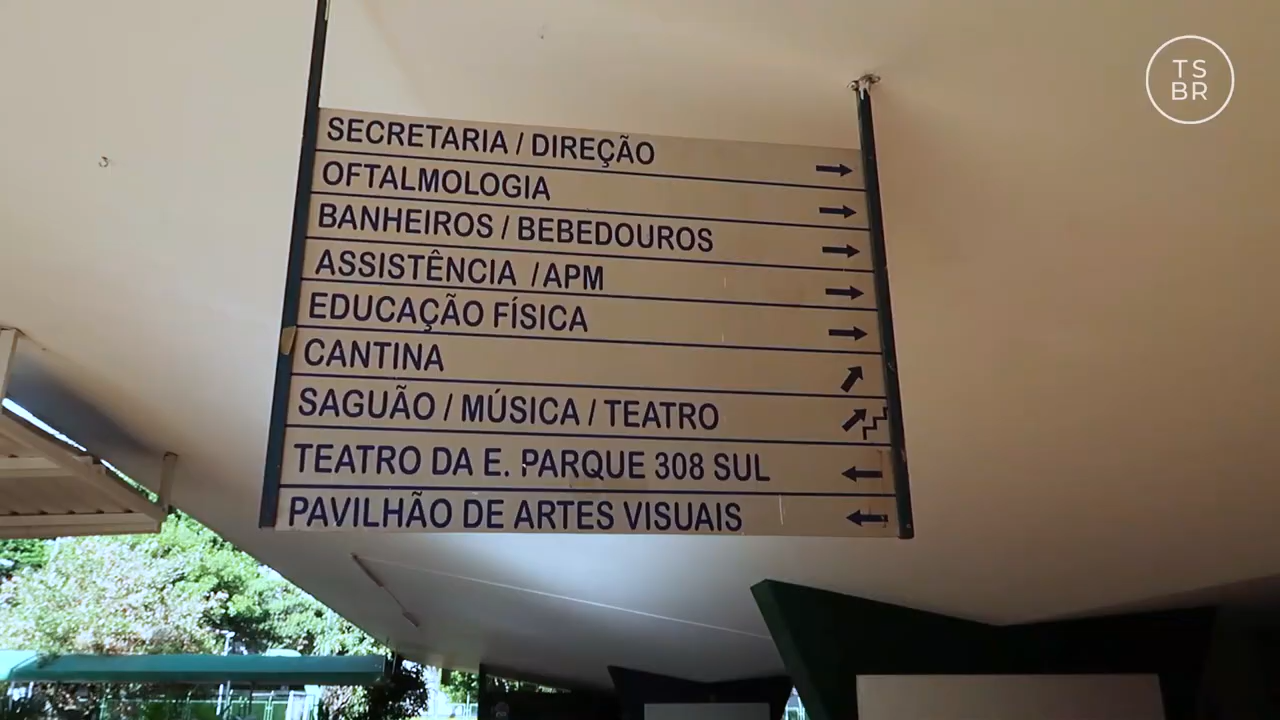 TS
BR
SECRETARIA / DIREÇÃO
OFTALMOLOGIA
BANHEIROS / BEBEDOUROS
ASSISTÊNCIA / APM
EDUCAÇÃO FÍSICA
CANTINA
SAGUÃO / MÚSICA / TEATRO
TEATRO DA E. PARQUE 308 SUL
PAVILHÃO DE ARTES VISUAIS